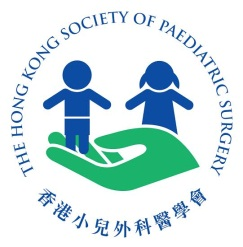 THE HONG KONG SOCIETY OF PAEDIATRIC SURGERY
香港小兒外科醫學會